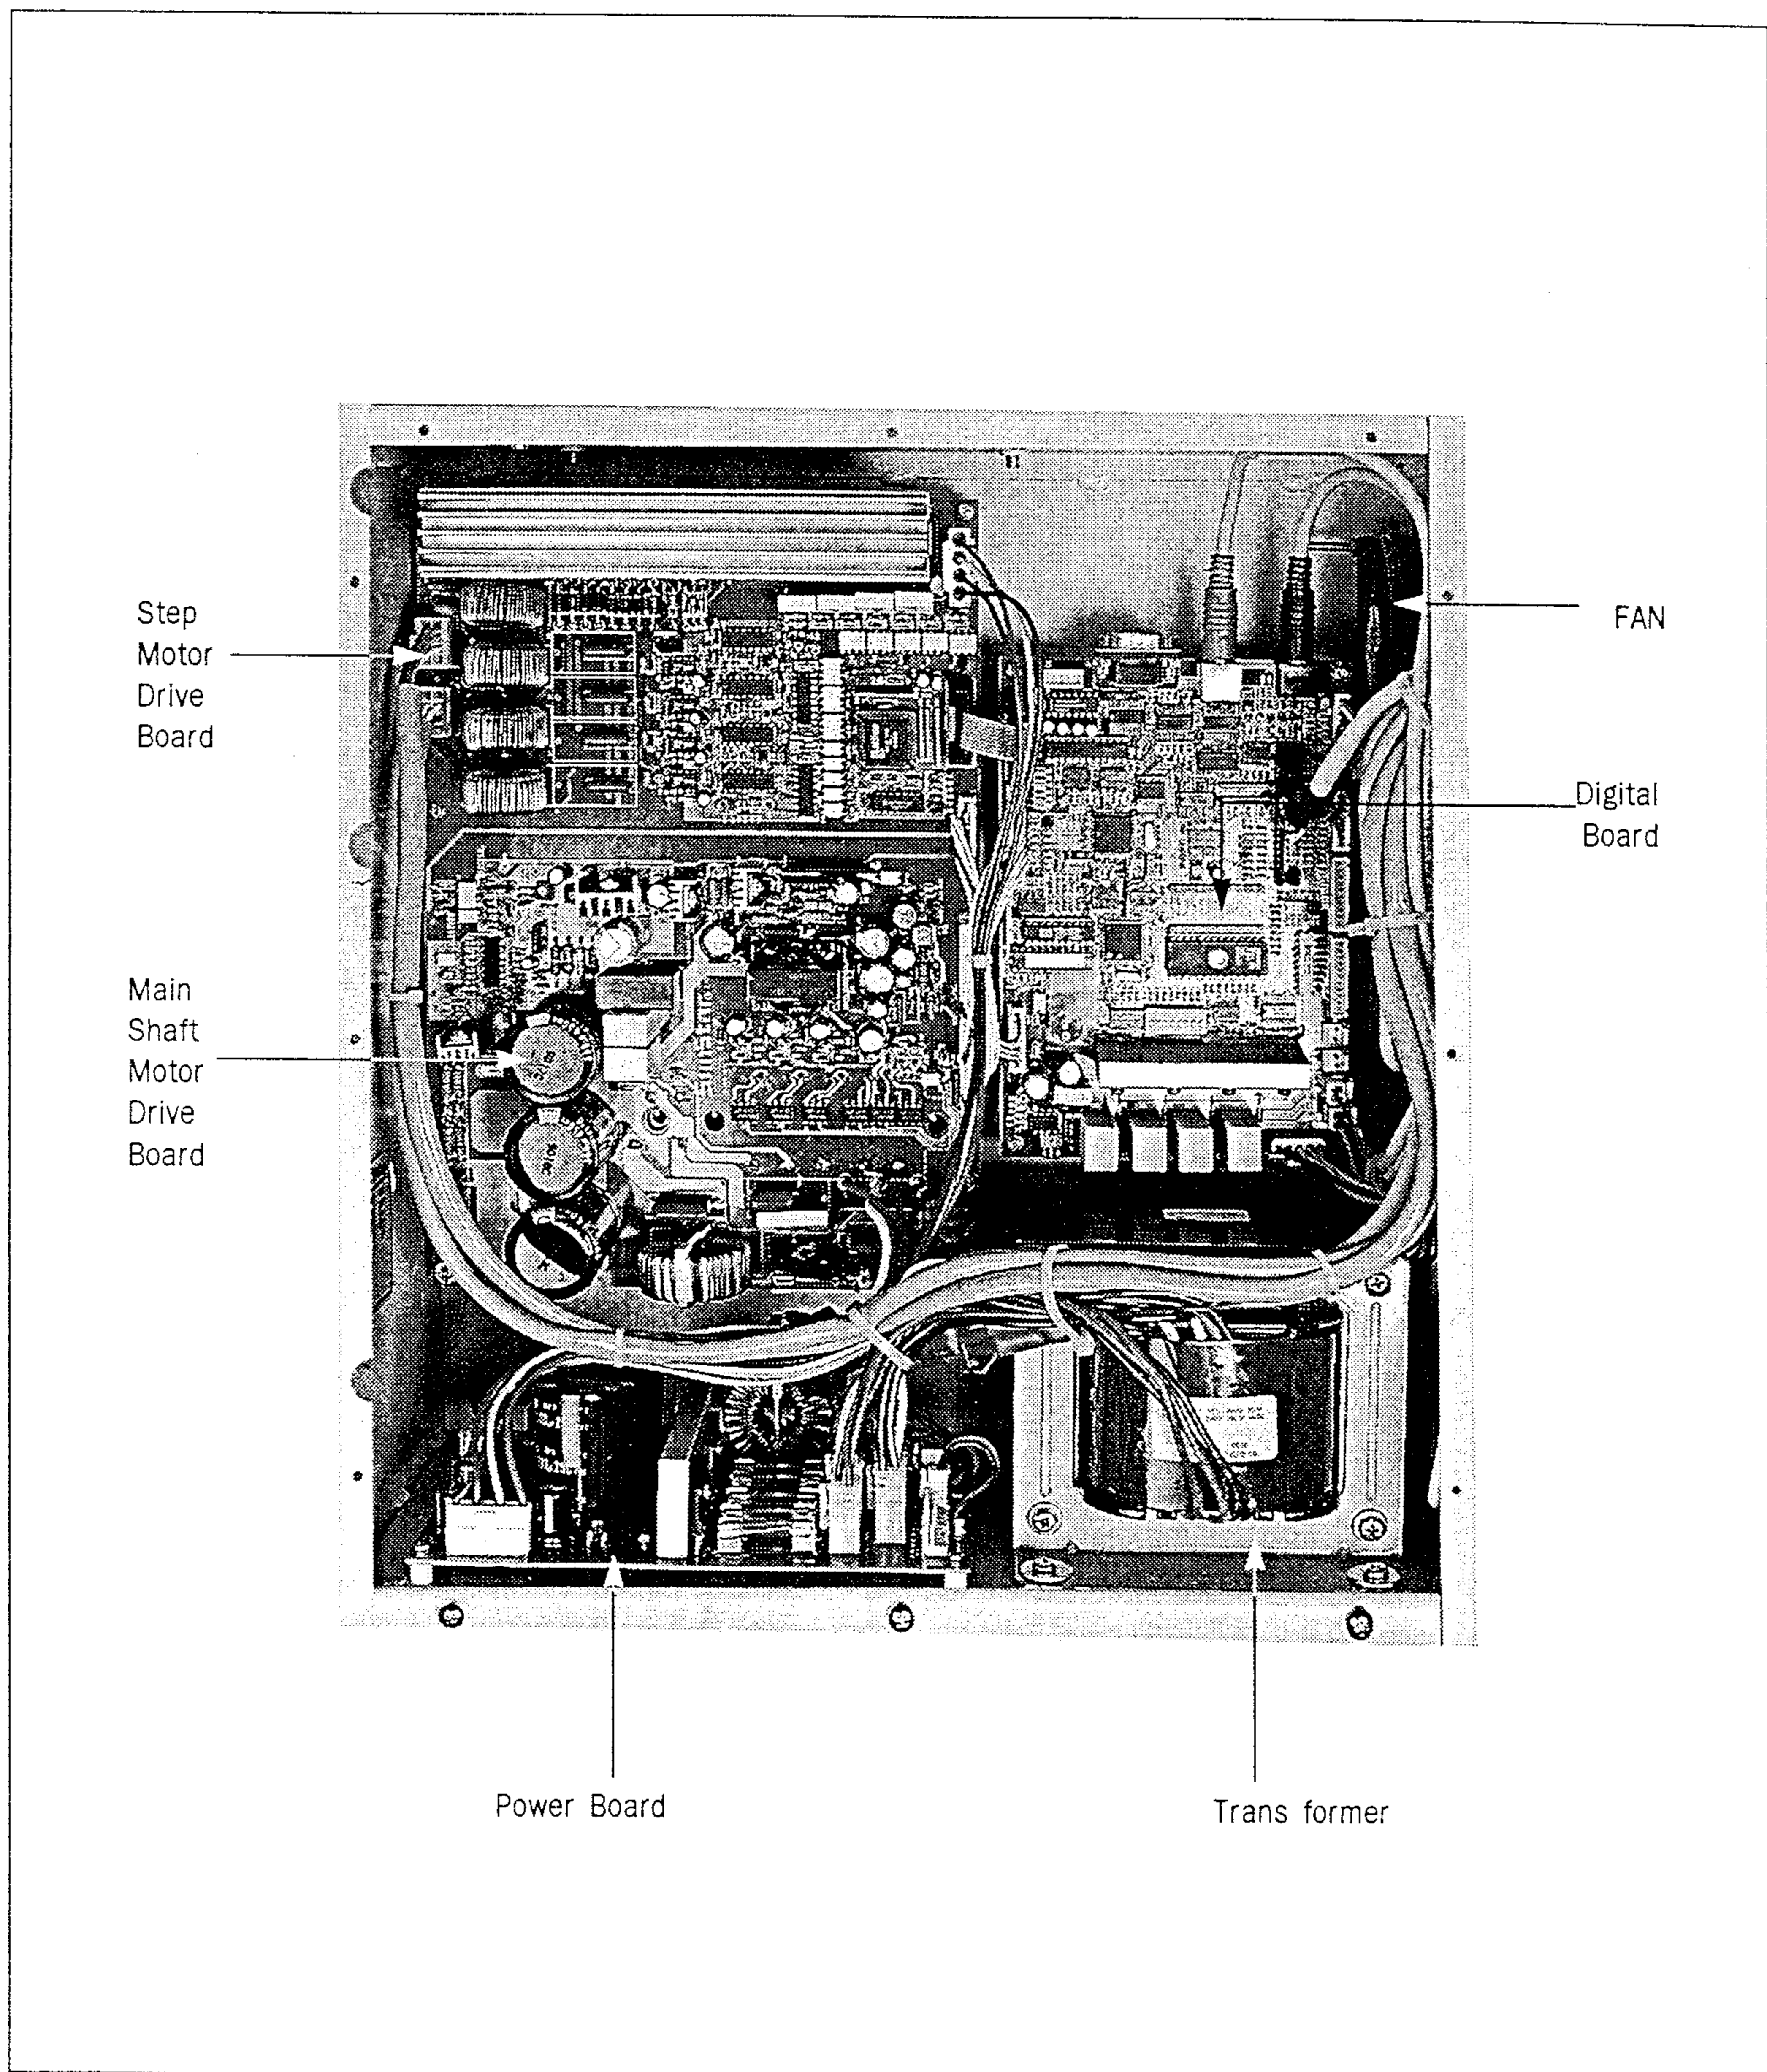 Step
Motor
Drive
Board
FAN
Digital
Board
Main
Shaft
Motor
Drive
Board
Power Board
Trans former